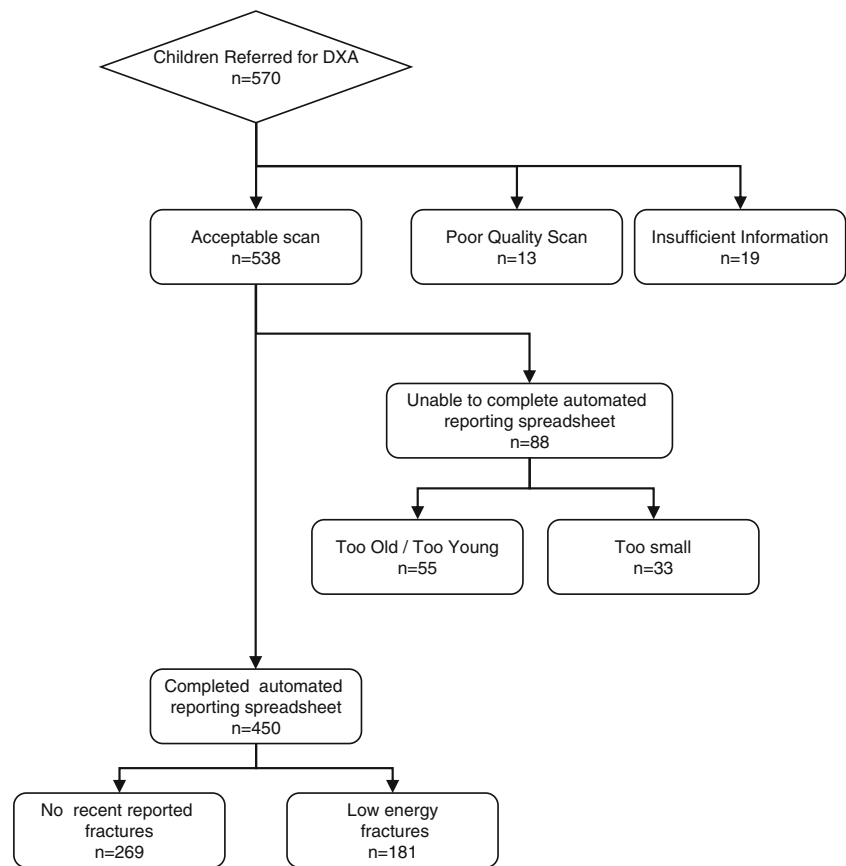 Children Referred for DXA
n=570
Acceptable scan
n=538
Poor Quality Scan
n=13
Insufficient Information
n=19
Unable to complete automated
reporting spreadsheet
n=88
Too Old / Too Young
n=55
Too small
n=33
Completed automated
reporting spreadsheet
n=450
No recent reported
fractures
n=269
Low energy
fractures
n=181